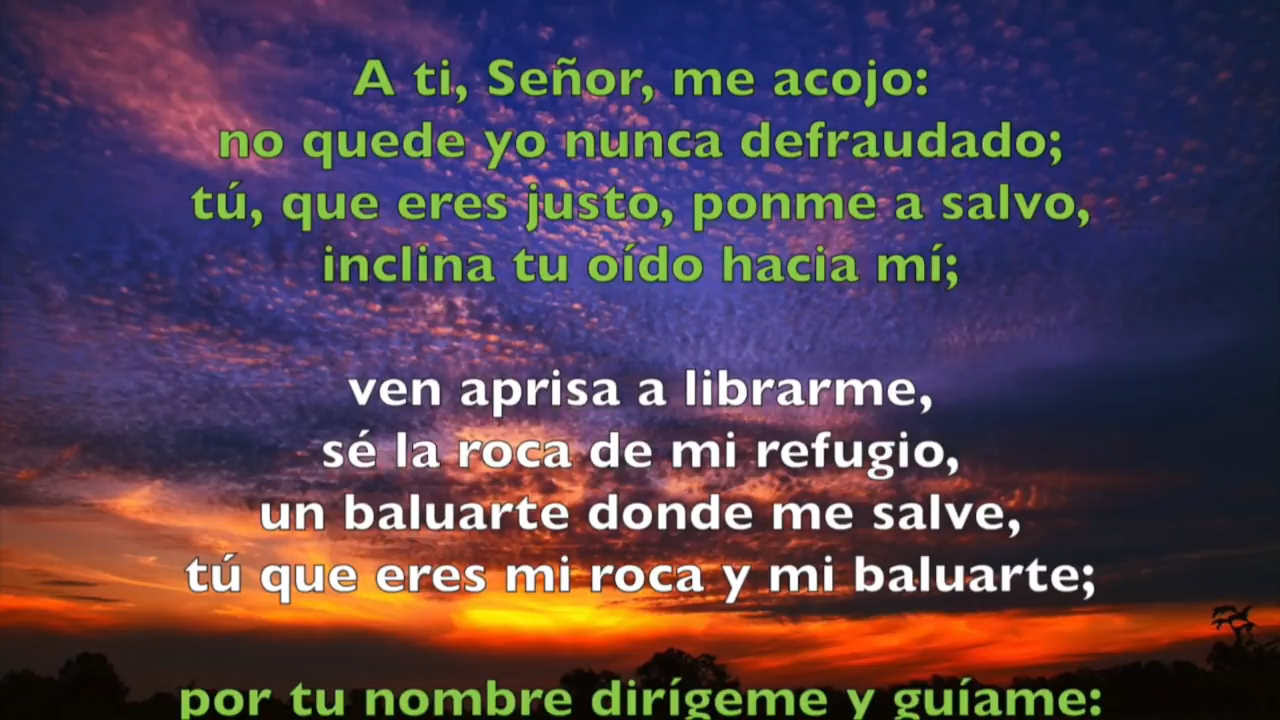 A ti, Señor, me acojo:
no quede yo nunca defraudado;
tú, que eres justo, ponme a salvo,
inclina tu oído hacia mí;
ven aprisa a librarme,
sé la roca de mi refugio,
un baluarte donde me salve,
tú que eres mi roca y mi baluarte;
por tu nombre dirígeme y guíame: